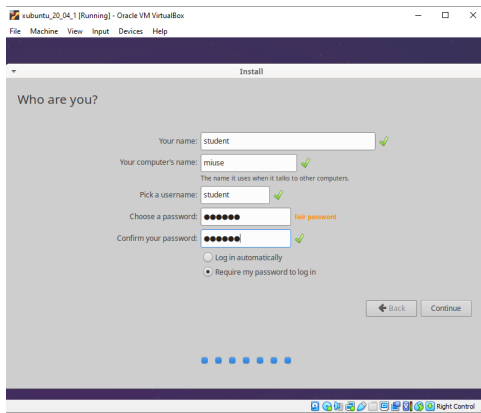 xubuntu_20_04_1 [Running] - Oracle VM VirtualBox
File Machine View Input Devices Help
Install
Who are you?
Your name: student
Your computer's name: miuse
The name it uses when it talks to other computers.
Pick a username: student
Choose a password: ●●●●●● Fair password
Confirm your password: ●●●●●●
Log in automatically
Require my password to log in
Back Continue
Right Control